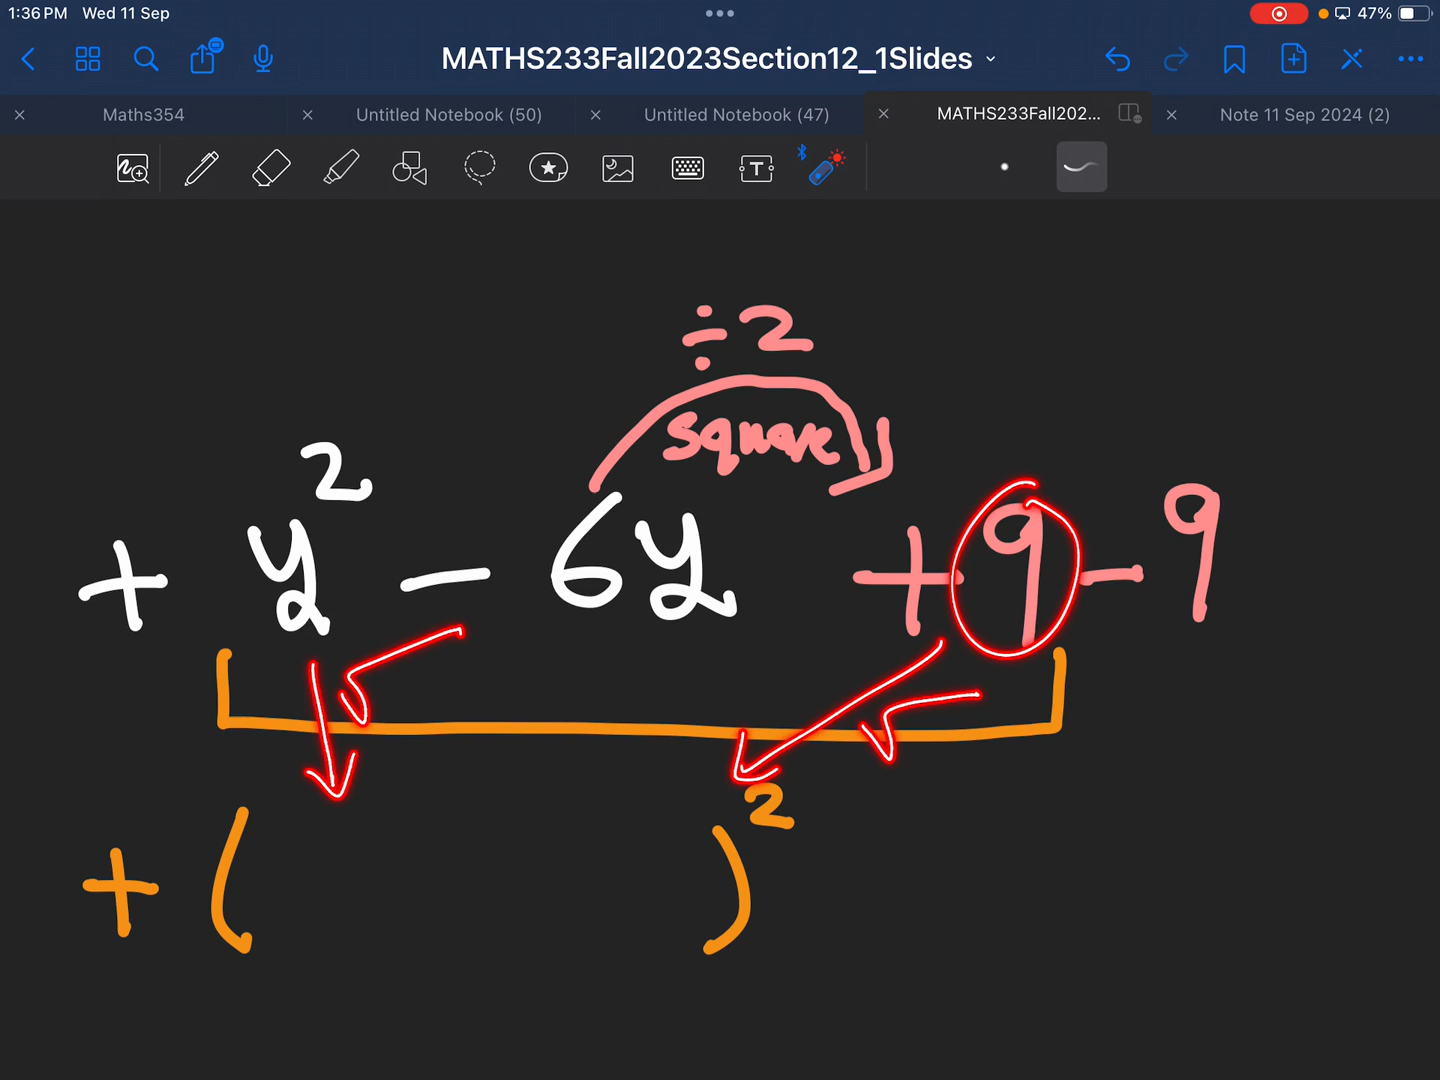 1:36 PM Wed 11 Sep 47%
MATHS233Fall2023Section12_1Slides
Maths354 Untitled Notebook (50) Untitled Notebook (47) MATHS233Fall202... Note 11 Sep 2024 (2)
÷ 2
square
+ y² - 6y + 9 - 9
+ ( )²